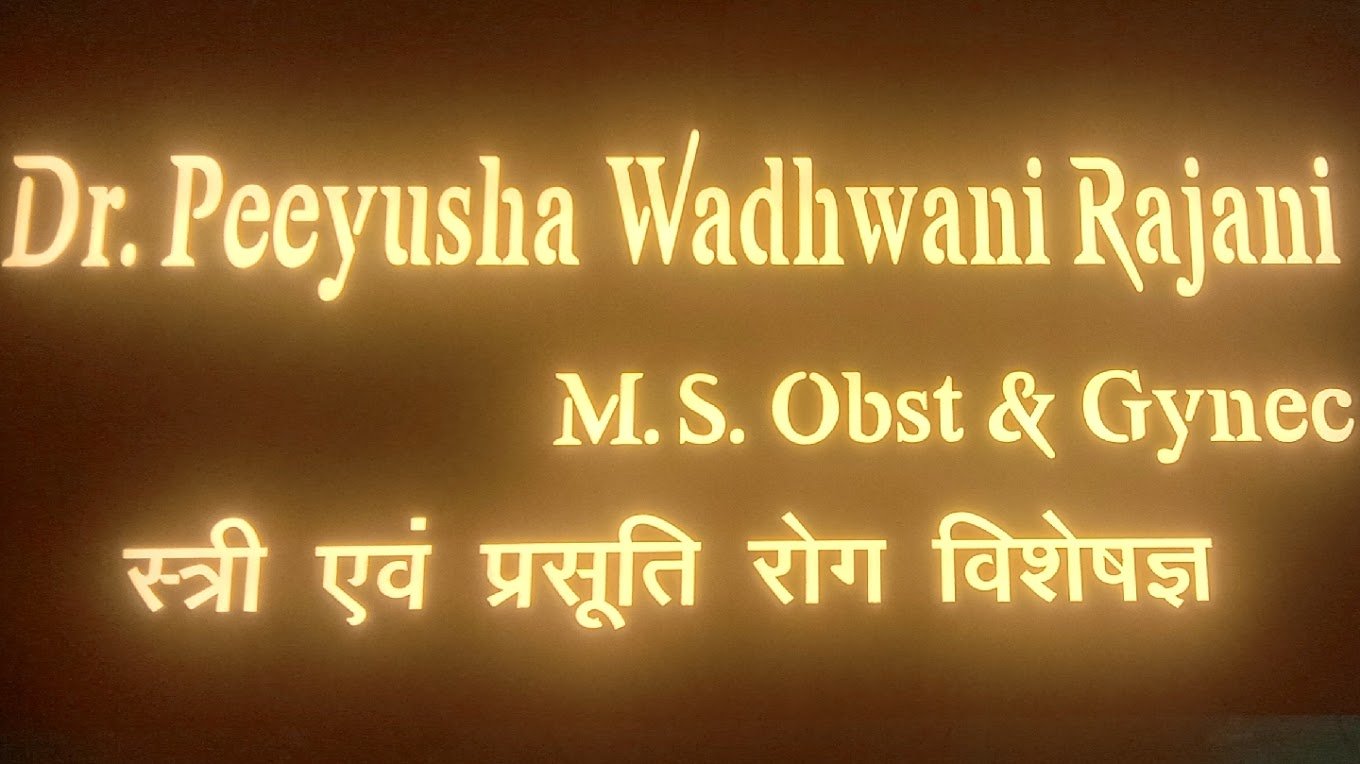 Dr. Peeyusha Wadhwani Rajani
M. S. Obst & Gynec
स्त्री एवं प्रसूति रोग विशेषज्ञ